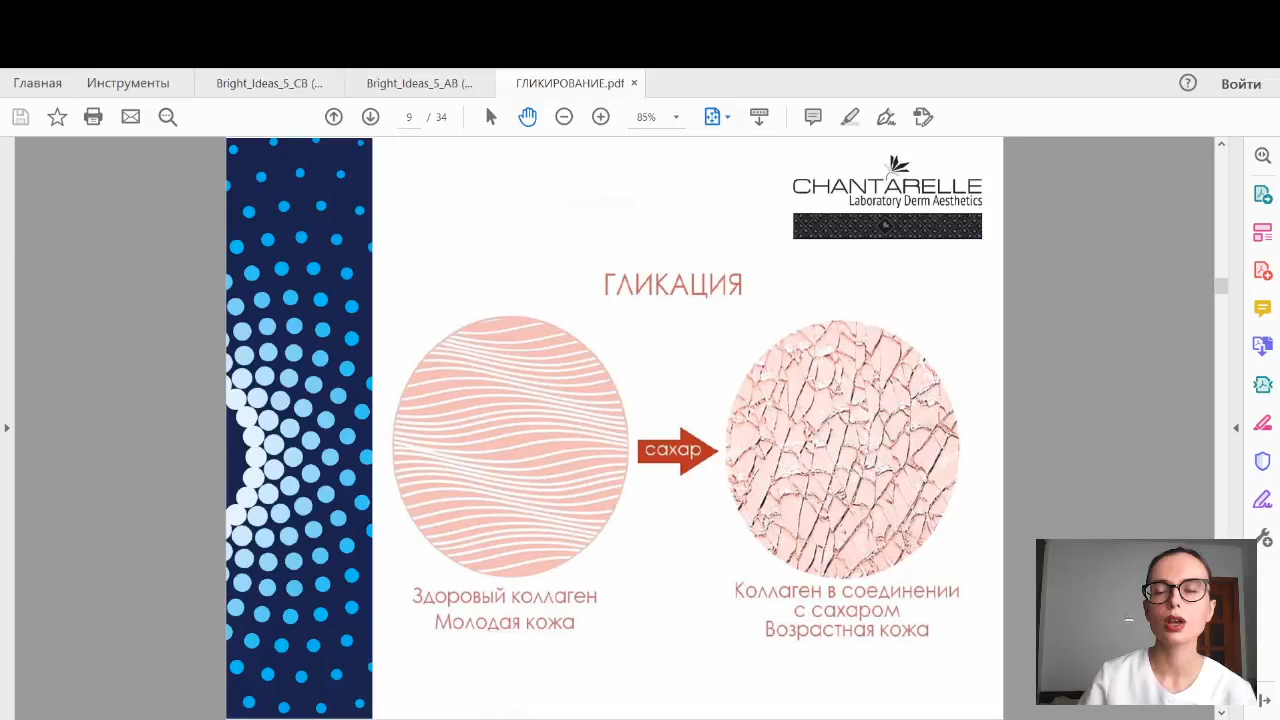 Главная
Инструменты
Bright_Ideas_5_CB (...
Bright_Ideas_5_AB (...
ГЛИКИРОВАНИЕ.pdf ×
Войти
9 / 34
85%
CHANTARELLE
Laboratory Derm Aesthetics
ГЛИКАЦИЯ
сахар
Здоровый коллаген
Молодая кожа
Коллаген в соединении
с сахаром
Возрастная кожа